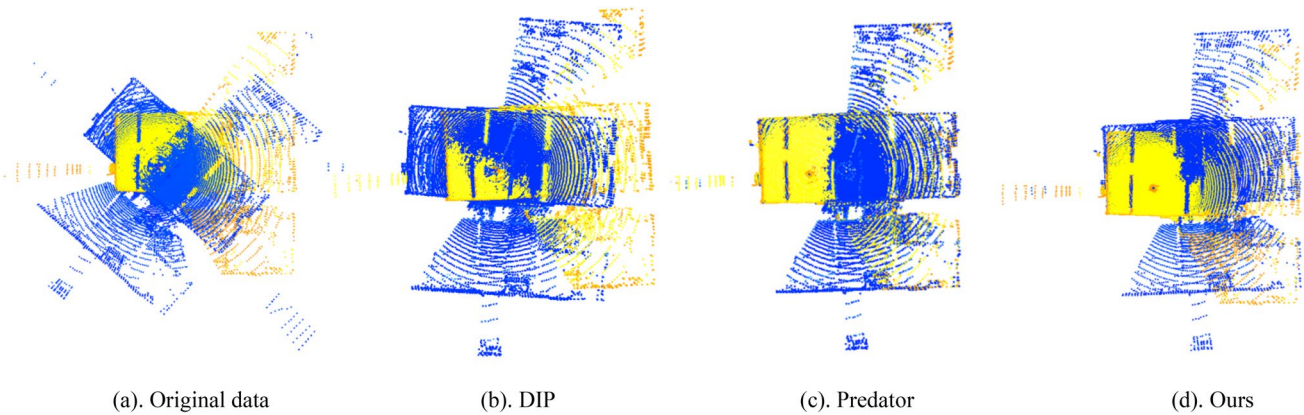 (a). Original data
(b). DIP
(c). Predator
(d). Ours